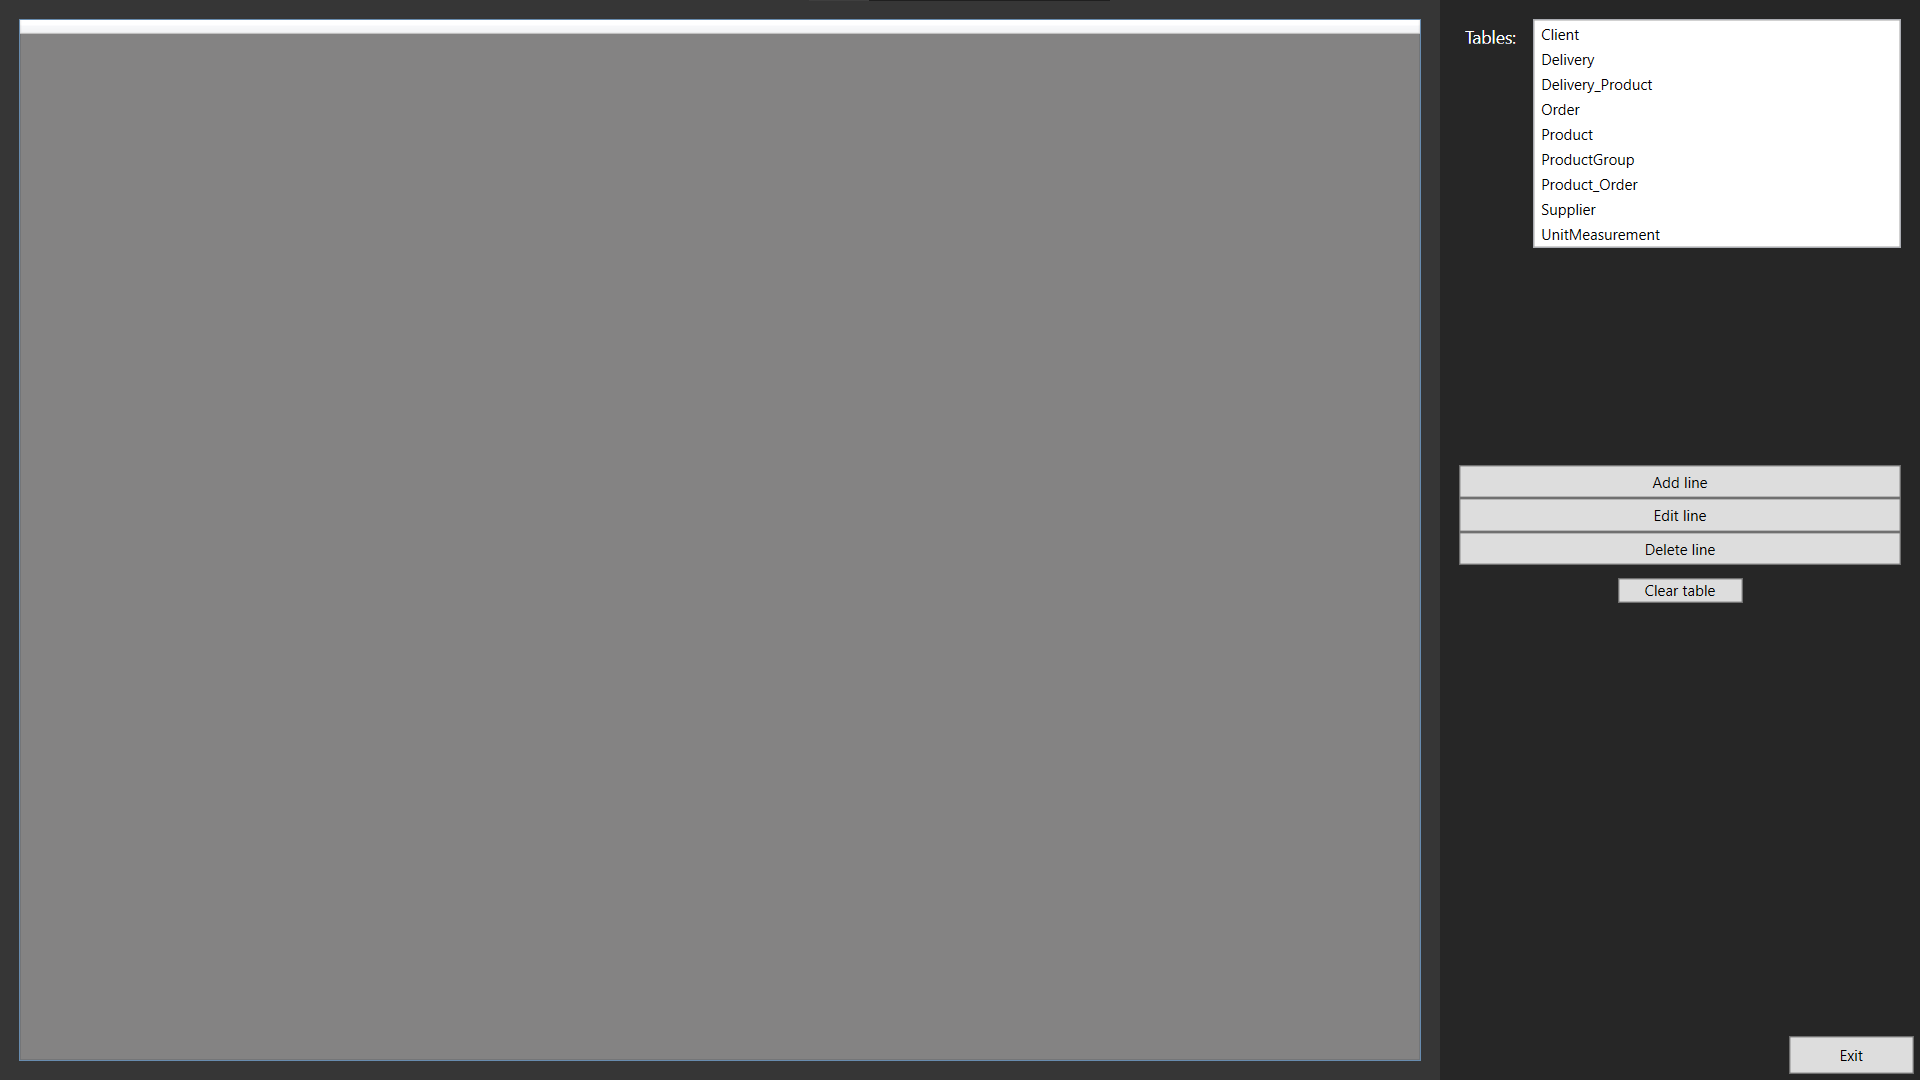 Tables:
Client
Delivery
Delivery_Product
Order
Product
ProductGroup
Product_Order
Supplier
UnitMeasurement
Add line
Edit line
Delete line
Clear table
Exit